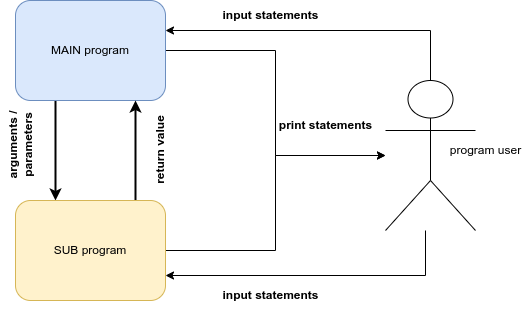 input statements
MAIN program
arguments /
parameters
return value
print statements
program user
SUB program
input statements